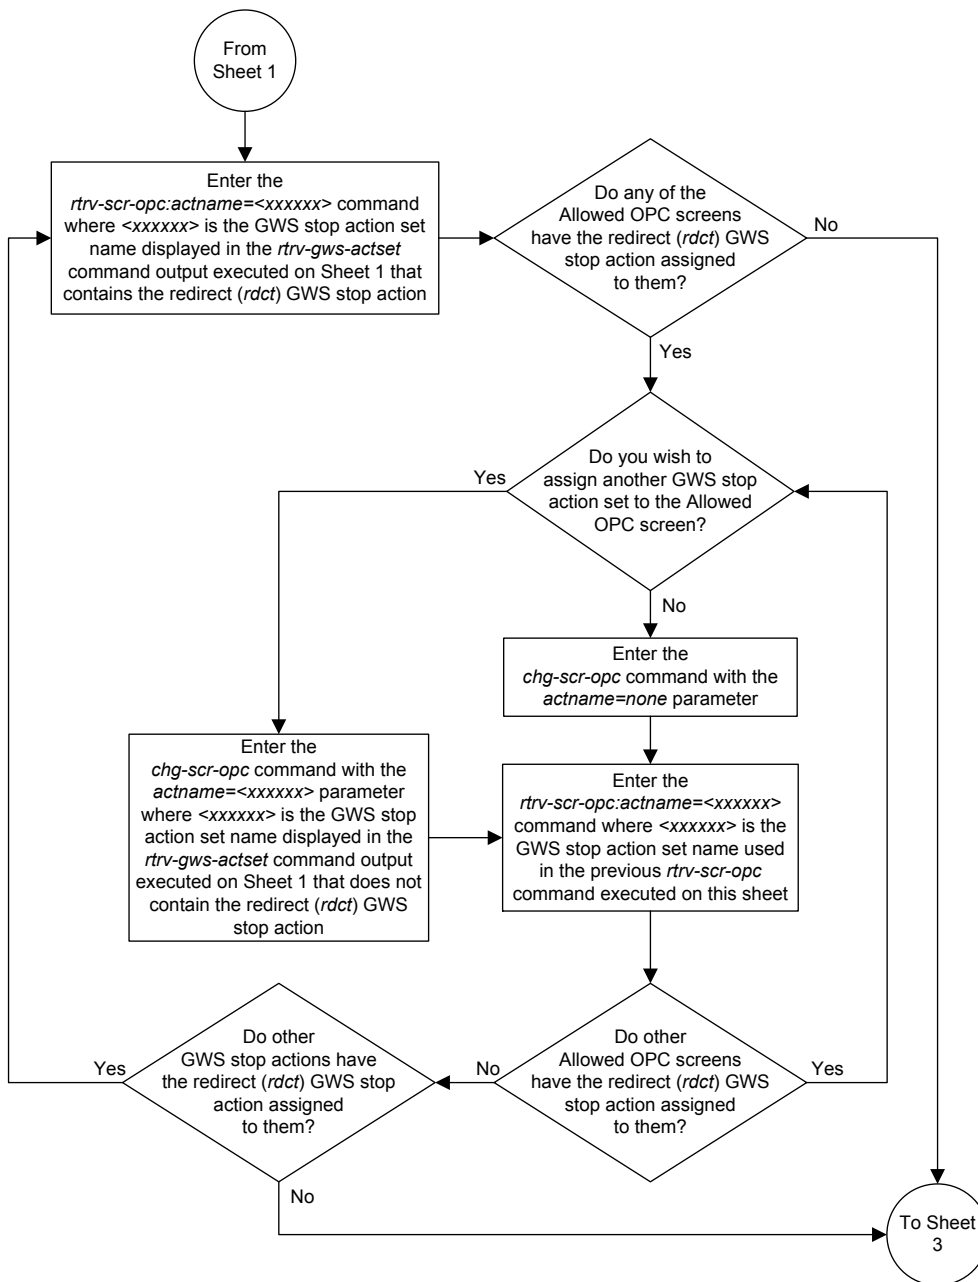 From
Sheet 1
Enter the
rtrv-scr-opc:actname=<xxxxxx> command
where <xxxxxx> is the GWS stop action set
name displayed in the rtrv-gws-actset
command output executed on Sheet 1 that
contains the redirect (rdct) GWS stop action
Do any of the
Allowed OPC screens
have the redirect (rdct) GWS
stop action assigned
to them?
No
Yes
Do you wish to
assign another GWS stop
action set to the Allowed
OPC screen?
Yes
No
Enter the
chg-scr-opc command with the
actname=none parameter
Enter the
chg-scr-opc command with the
actname=<xxxxxx> parameter
where <xxxxxx> is the GWS stop
action set name displayed in the
rtrv-gws-actset command output
executed on Sheet 1 that does not
contain the redirect (rdct) GWS
stop action
Enter the
rtrv-scr-opc:actname=<xxxxxx>
command where <xxxxxx> is the
GWS stop action set name used
in the previous rtrv-scr-opc
command executed on this sheet
Do other
Allowed OPC screens
have the redirect (rdct) GWS
stop action assigned
to them?
Yes
No
Do other
GWS stop actions have
the redirect (rdct) GWS stop
action assigned
to them?
Yes
No
To Sheet
3